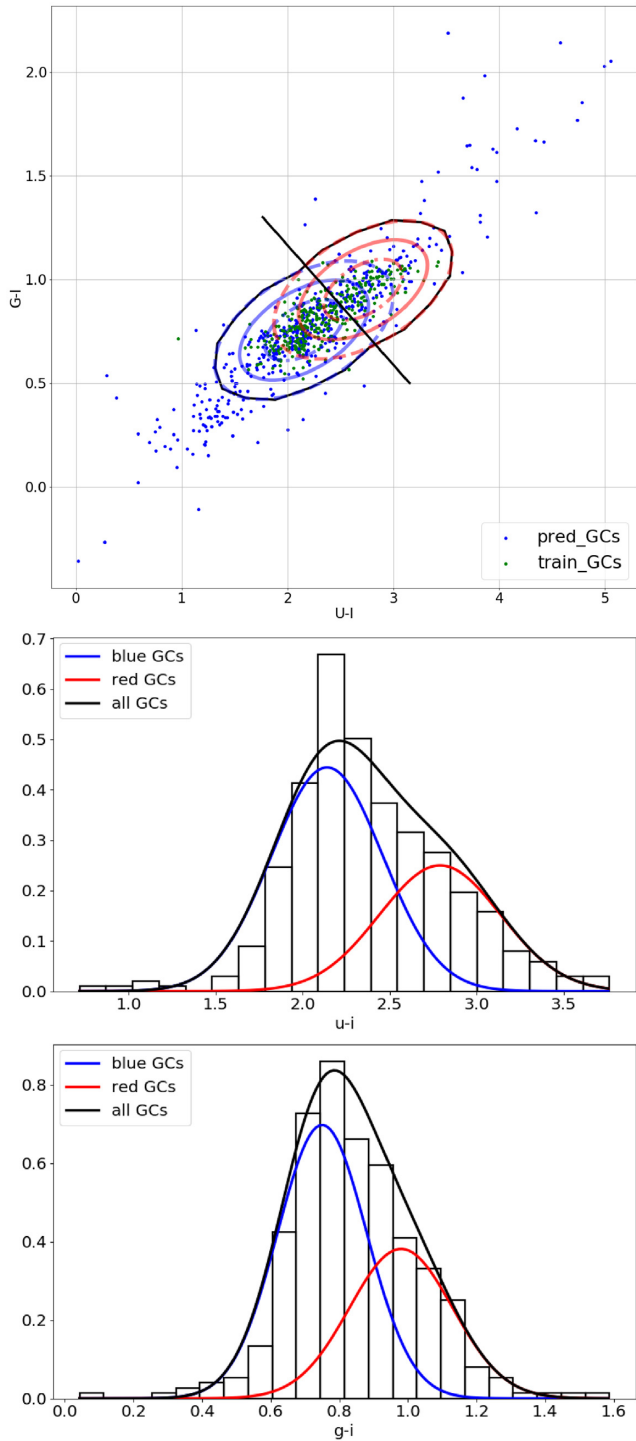 2.0
1.5
1.0
0.5
0.0
G-I
pred_GCs
train_GCs
0 1 2 3 4 5
U-I
0.7
0.6
0.5
0.4
0.3
0.2
0.1
0.0
blue GCs
red GCs
all GCs
1.0 1.5 2.0 2.5 3.0 3.5
u-i
0.8
0.6
0.4
0.2
0.0
blue GCs
red GCs
all GCs
0.0 0.2 0.4 0.6 0.8 1.0 1.2 1.4 1.6
g-i